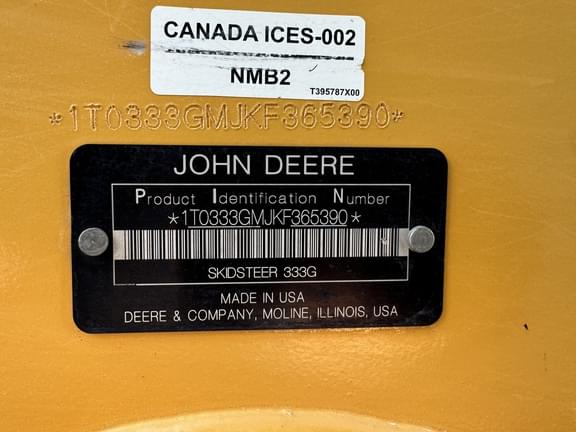 CANADA ICES-002
NMB2
T395787X00
*1T0333GMJKF365390*
JOHN DEERE
Product Identification Number
*1T0333GMJKF365390*
SKIDSTEER 333G
MADE IN USA
DEERE & COMPANY, MOLINE, ILLINOIS, USA